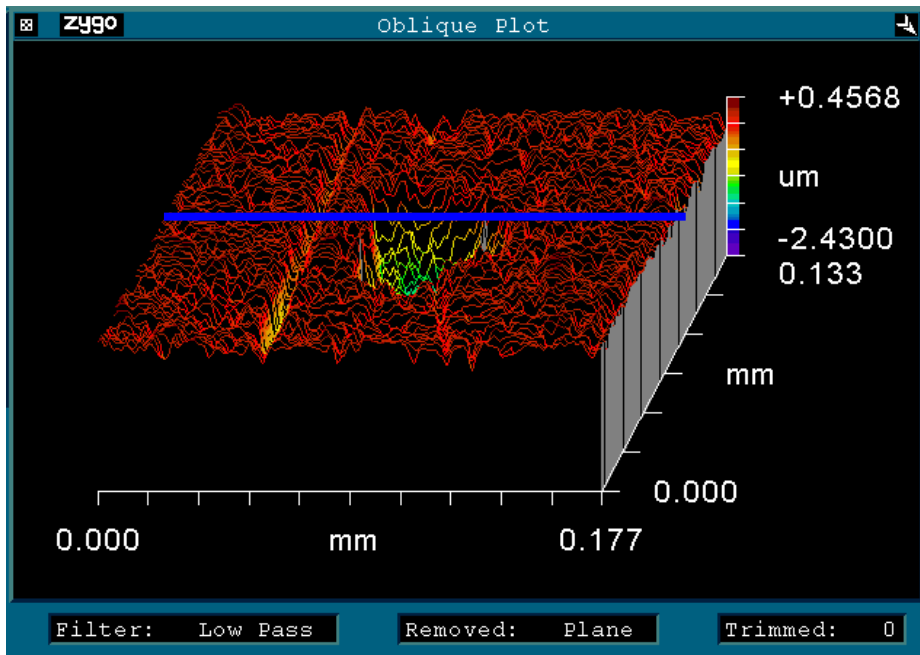 zygo Oblique Plot
+0.4568
um
-2.4300
0.133
mm
0.000
0.000 mm 0.177
Filter: Low Pass Removed: Plane Trimmed: 0